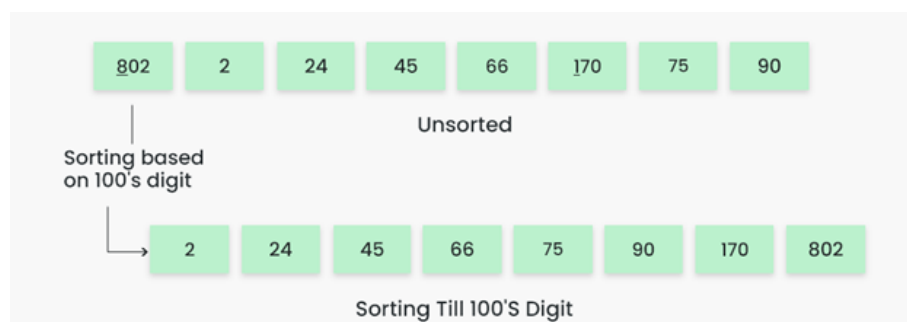 802 2 24 45 66 170 75 90
Unsorted
Sorting based
on 100's digit
2 24 45 66 75 90 170 802
Sorting Till 100'S Digit